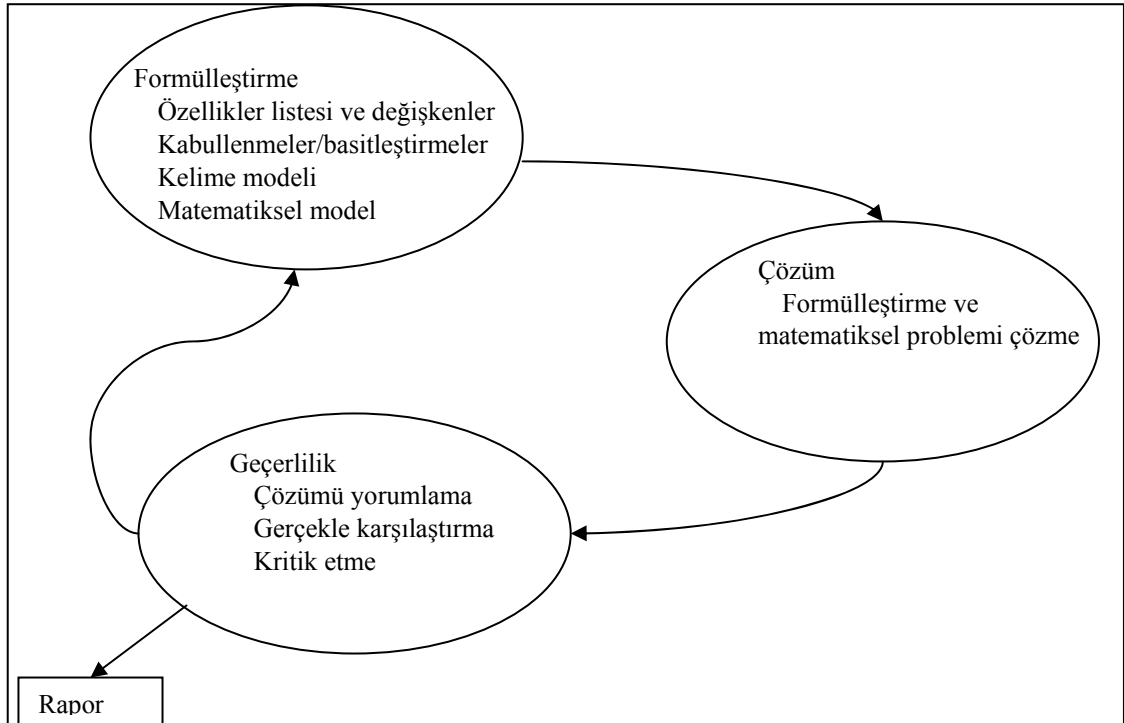 Formülleştirme
Özellikler listesi ve değişkenler
Kabullenmeler/basitleştirmeler
Kelime modeli
Matematiksel model
Çözüm
Formülleştirme ve
matematiksel problemi çözme
Geçerlilik
Çözümü yorumlama
Gerçekle karşılaştırma
Kritik etme
Rapor